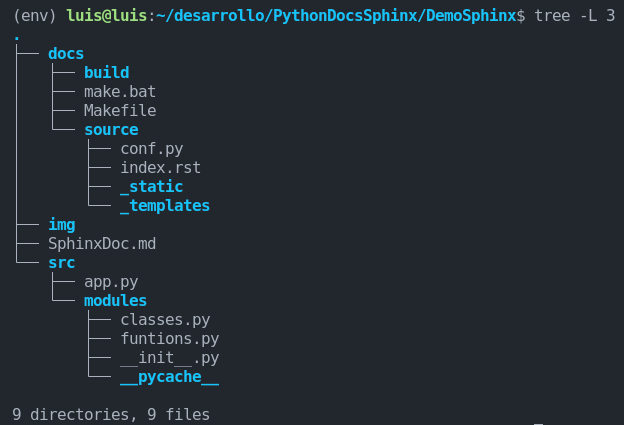 (env) luis@luis:~/desarrollo/PythonDocsSphinx/DemoSphinx$ tree -L 3
.
├── docs
│   ├── build
│   ├── make.bat
│   ├── Makefile
│   └── source
│       ├── conf.py
│       ├── index.rst
│       ├── _static
│       └── _templates
├── img
├── SphinxDoc.md
└── src
    ├── app.py
    └── modules
        ├── classes.py
        ├── funtions.py
        ├── __init__.py
        └── __pycache__

9 directories, 9 files